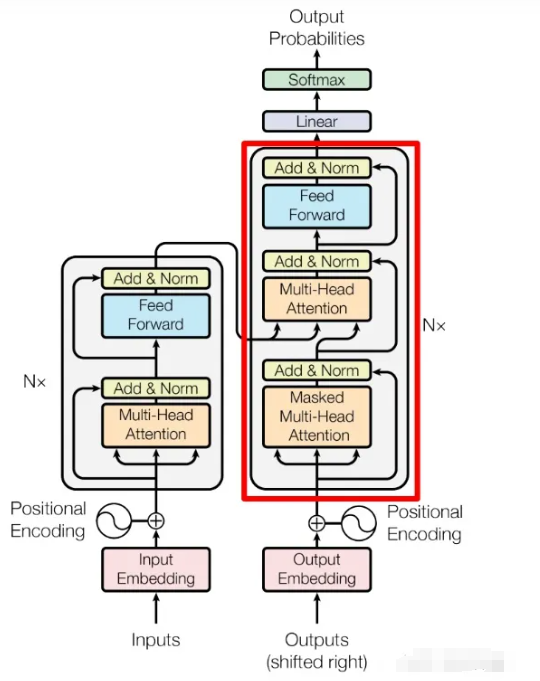 Output
Probabilities
Softmax
Linear
Add & Norm
Feed
Forward
Add & Norm
Multi-Head
Attention
Add & Norm
Masked
Multi-Head
Attention
Nx
Add & Norm
Feed
Forward
Add & Norm
Multi-Head
Attention
Nx
Positional
Encoding
Positional
Encoding
Input
Embedding
Output
Embedding
Inputs
Outputs
(shifted right)